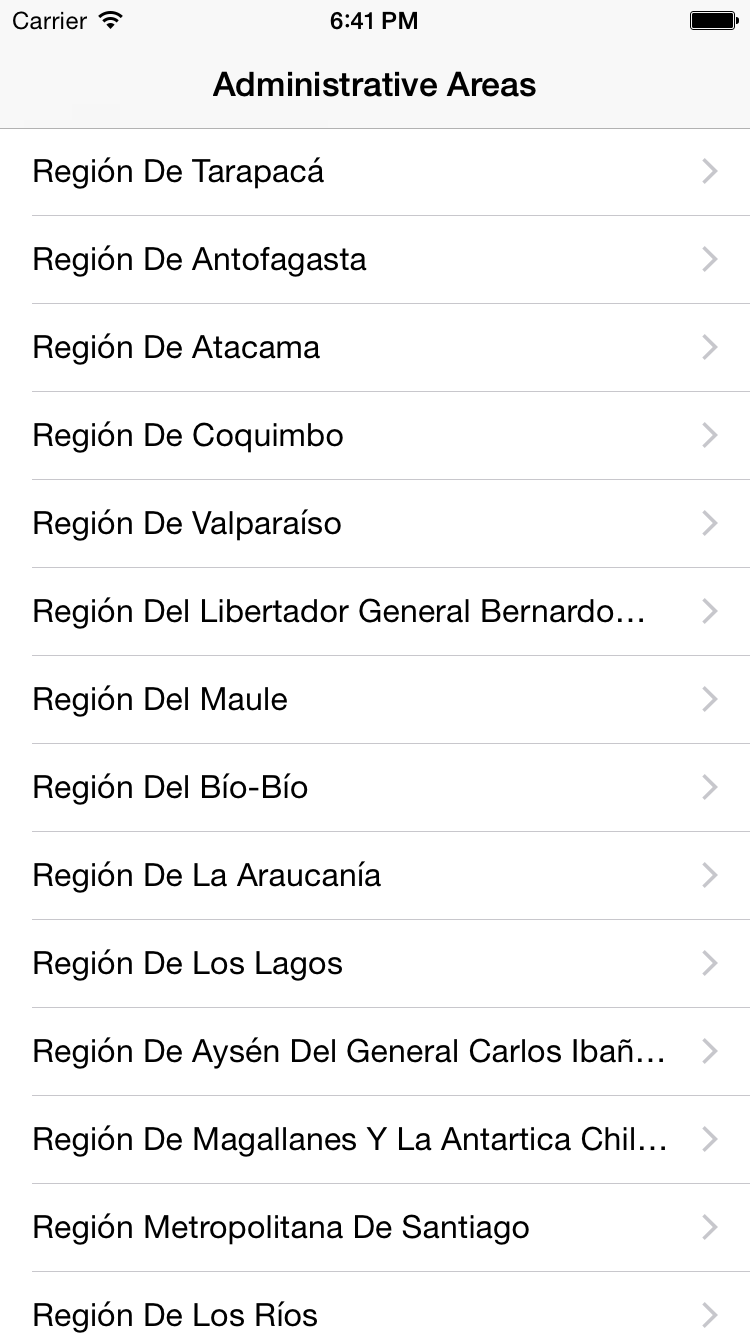 Carrier 6:41 PM
Administrative Areas
Región De Tarapacá
Región De Antofagasta
Región De Atacama
Región De Coquimbo
Región De Valparaíso
Región Del Libertador General Bernardo…
Región Del Maule
Región Del Bío-Bío
Región De La Araucanía
Región De Los Lagos
Región De Aysén Del General Carlos Ibañ…
Región De Magallanes Y La Antartica Chil…
Región Metropolitana De Santiago
Región De Los Ríos